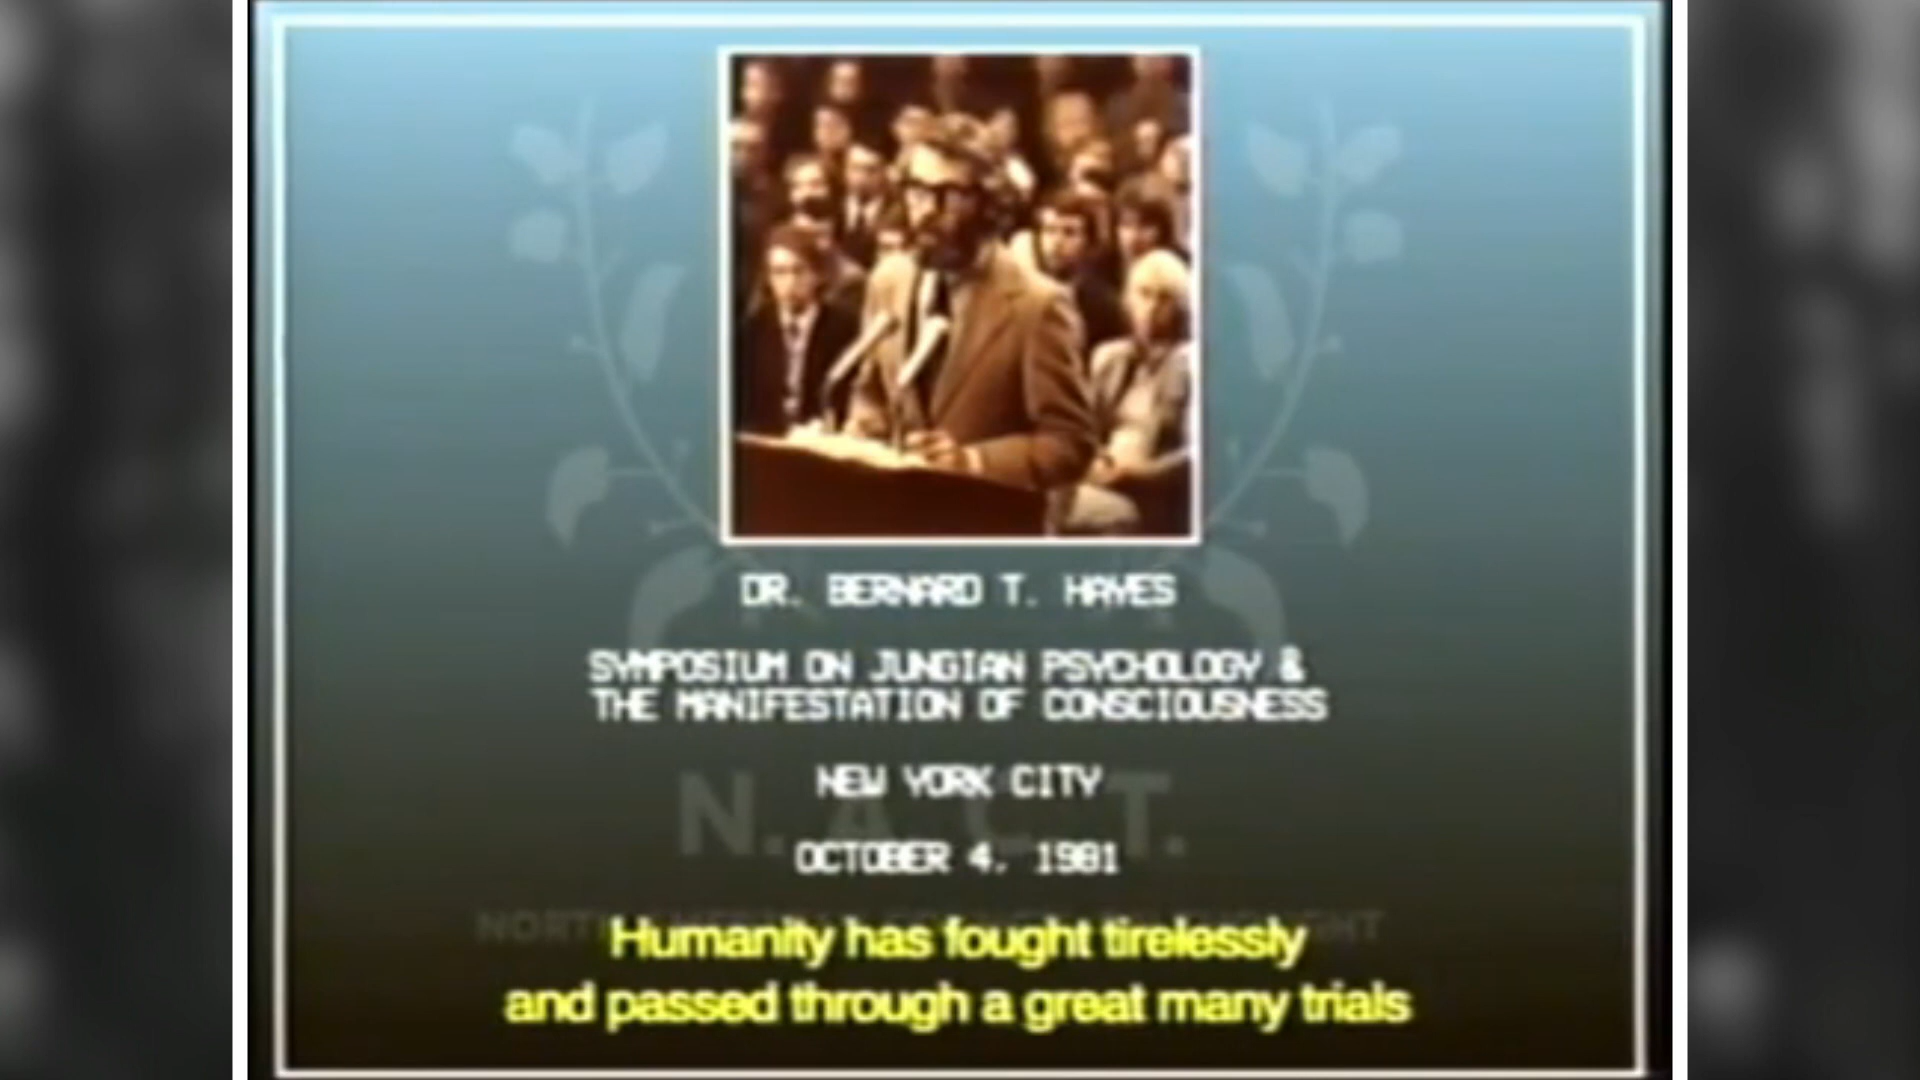 DR. BERNARD T. HAYES
SYMPOSIUM ON JUNGIAN PSYCHOLOGY &
THE MANIFESTATION OF CONSCIOUSNESS
NEW YORK CITY
N. A. C. T.
OCTOBER 4, 1981
Humanity has fought tirelessly
and passed through a great many trials